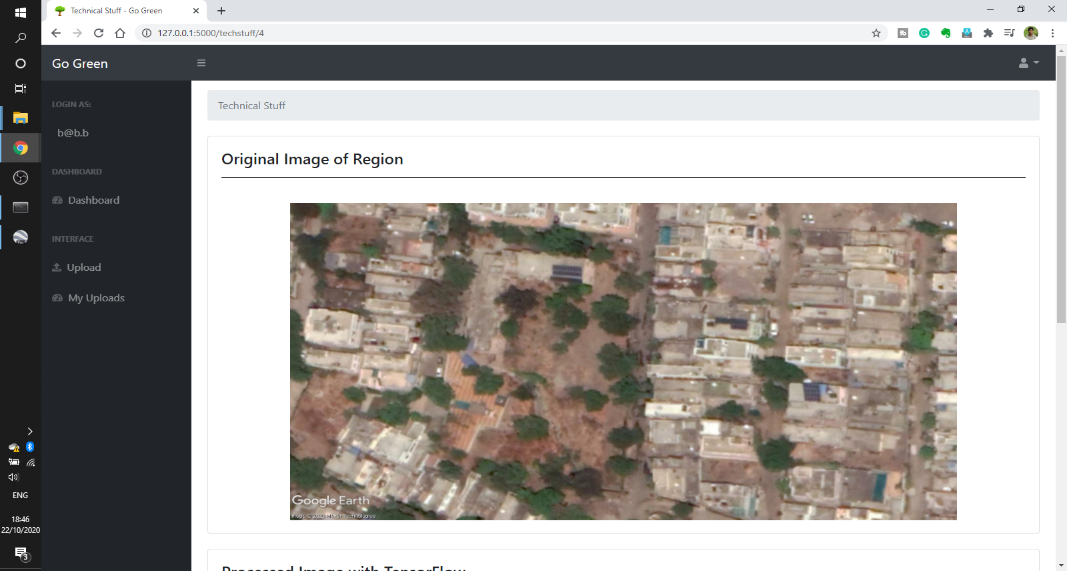 Technical Stuff - Go Green
127.0.0.1:5000/techstuff/4
Go Green
LOGIN AS:
b@b.b
DASHBOARD
Dashboard
INTERFACE
Upload
My Uploads
Technical Stuff
Original Image of Region
Google Earth
Processed Image with TensorFlow
ENG
18:46
22/10/2020
3